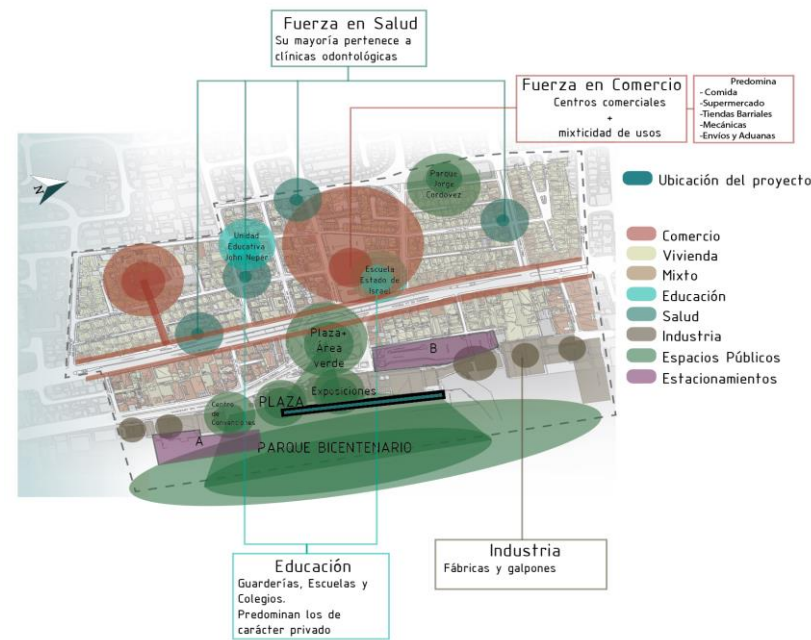 Fuerza en Salud
Su mayoría pertenece a
clínicas odontológicas
Fuerza en Comercio
Centros comerciales
+
mixticidad de usos
Predomina
- Comida
-Supermercado
-Tiendas Barriales
-Mecánicas
-Envíos y Aduanas
N
Parque
Jorge
Cordovez
Unidad
Educativa
John Neper
Escuela
Estado de
Israel
Plaza+
Área
verde
B
Exposiciones
PLAZA
Centro
de
Convenciones
A
PARQUE BICENTENARIO
Ubicación del proyecto
Comercio
Vivienda
Mixto
Educación
Salud
Industria
Espacios Públicos
Estacionamientos
Educación
Guarderías, Escuelas y
Colegios.
Predominan los de
carácter privado
Industria
Fábricas y galpones